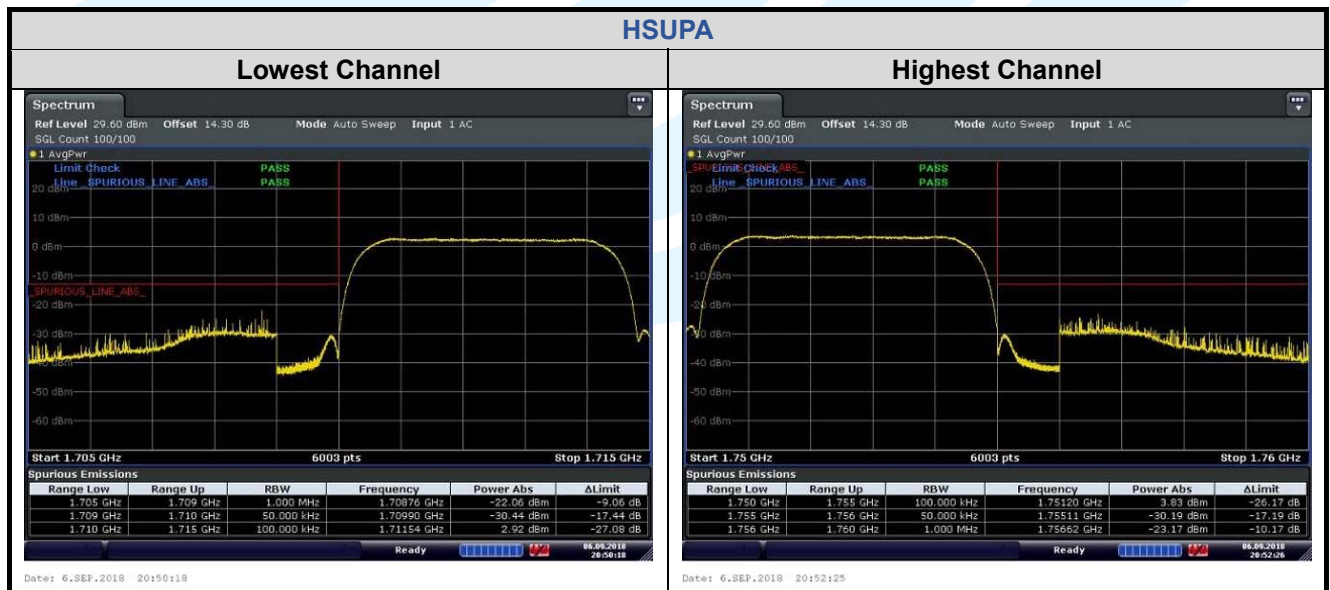 HSUPA
Lowest Channel
Highest Channel
Spectrum
Ref Level 29.60 dBm Offset 14.30 dB Mode Auto Sweep Input 1 AC
SGL Count 100/100
1 AvgPwr
Limit Check PASS
Line _SPURIOUS_LINE_ABS_ PASS
20 dBm
10 dBm
0 dBm
-10 dBm
_SPURIOUS_LINE_ABS_
-20 dBm
-30 dBm
-40 dBm
-50 dBm
-60 dBm
Start 1.705 GHz 6003 pts Stop 1.715 GHz
Spurious Emissions
Range Low Range Up RBW Frequency Power Abs ΔLimit
1.705 GHz 1.709 GHz 1.000 MHz 1.70876 GHz -22.06 dBm -9.06 dB
1.709 GHz 1.710 GHz 50.000 kHz 1.70990 GHz -30.44 dBm -17.44 dB
1.710 GHz 1.715 GHz 100.000 kHz 1.71154 GHz 2.92 dBm -27.08 dB
Ready 06.09.2018
20:50:18
Date: 6.SEP.2018 20:50:18
Spectrum
Ref Level 29.60 dBm Offset 14.30 dB Mode Auto Sweep Input 1 AC
SGL Count 100/100
1 AvgPwr
Limit Check PASS
Line _SPURIOUS_LINE_ABS_ PASS
20 dBm
10 dBm
0 dBm
-10 dBm
-20 dBm
-30 dBm
-40 dBm
-50 dBm
-60 dBm
Start 1.75 GHz 6003 pts Stop 1.76 GHz
Spurious Emissions
Range Low Range Up RBW Frequency Power Abs ΔLimit
1.750 GHz 1.755 GHz 100.000 kHz 1.75120 GHz 3.83 dBm -26.17 dB
1.755 GHz 1.756 GHz 50.000 kHz 1.75511 GHz -30.19 dBm -17.19 dB
1.756 GHz 1.760 GHz 1.000 MHz 1.75662 GHz -23.17 dBm -10.17 dB
Ready 06.09.2018
20:52:26
Date: 6.SEP.2018 20:52:25